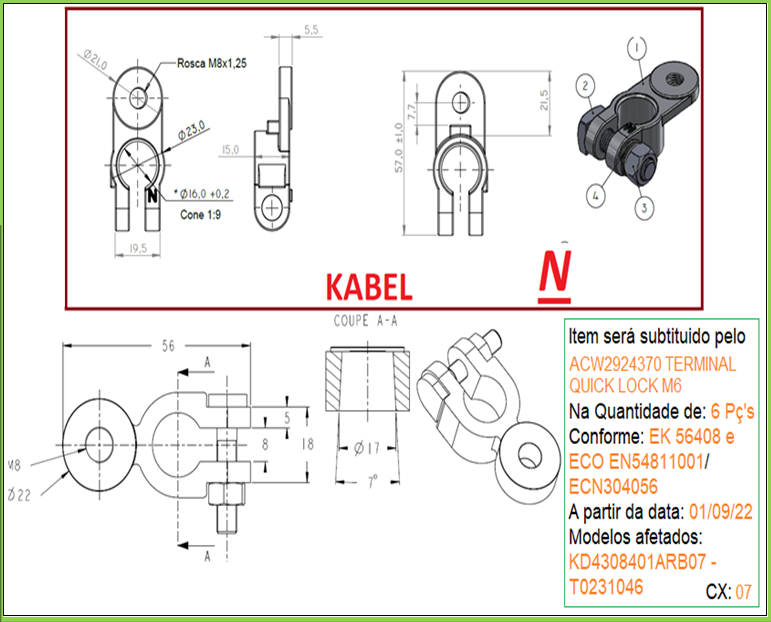 5,5
Ø21,0
Rosca M8x1,25
Ø23,0
15,0
* Ø16,0 +0,2
N
Cone 1:9
19,5
57,0 ±1,0
7,7
21,5
1
2
3
4
KABEL
N
COUPE A-A
56
A
5
8
18
M8
Ø22
A
Ø17
7°
Item será subtituido pelo
ACW2924370 TERMINAL
QUICK LOCK M6
Na Quantidade de: 6 Pç's
Conforme: EK 56408 e
ECO EN54811001/
ECN304056
A partir da data: 01/09/22
Modelos afetados:
KD4308401ARB07 -
T0231046
CX: 07